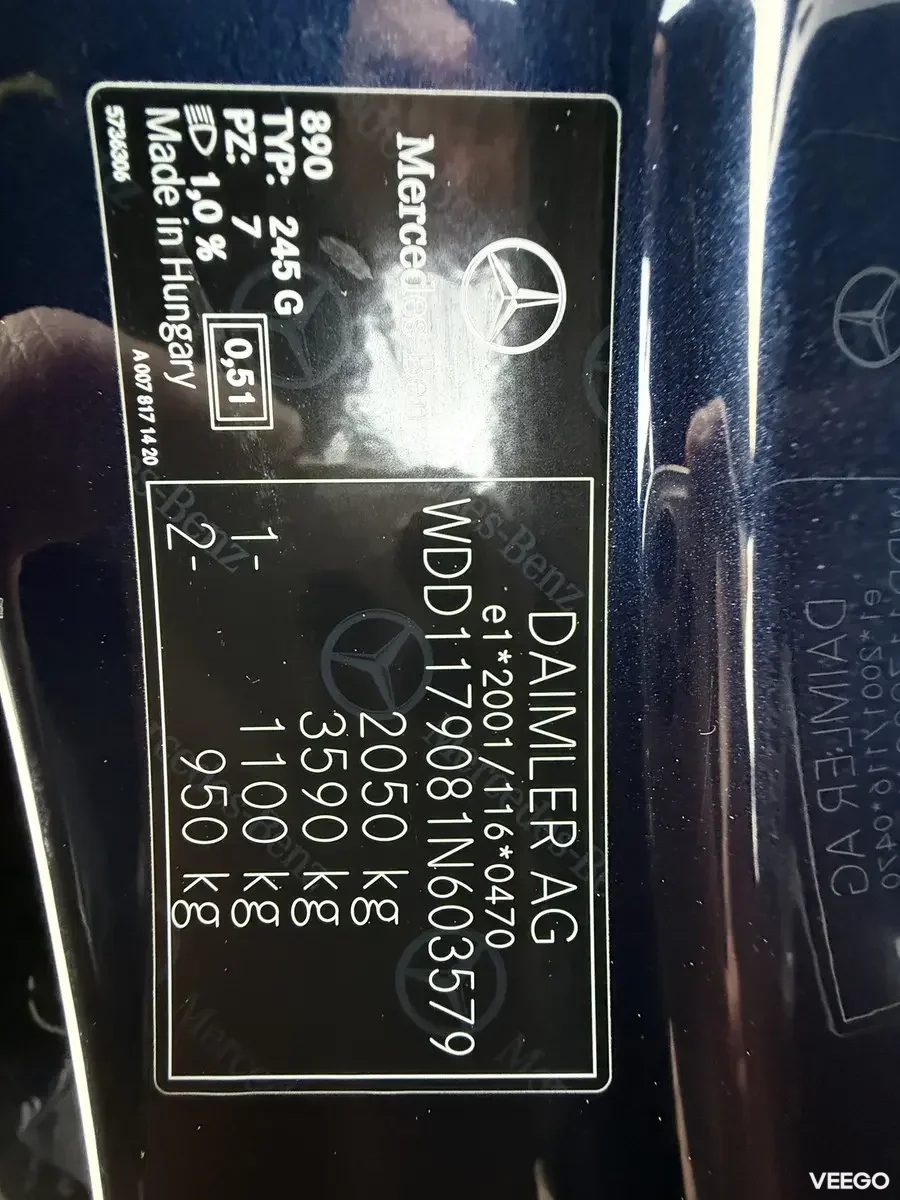 Mercedes-Benz
890
TYP: 245 G
PZ: 7
1,0 %
0,51
Made in Hungary
A 007 817 14 20
5736306
DAIMLER AG
e1*2001/116*0470
WDD1179081N603579
2050 kg
3590 kg
1- 1100 kg
2- 950 kg
VEEGO